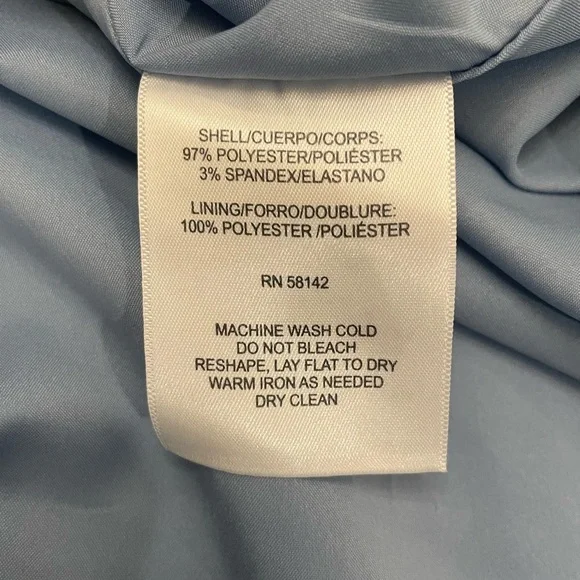 SHELL/CUERPO/CORPS:
97% POLYESTER/POLIÉSTER
3% SPANDEX/ELASTANO
LINING/FORRO/DOUBLURE:
100% POLYESTER /POLIÉSTER
RN 58142
MACHINE WASH COLD
DO NOT BLEACH
RESHAPE, LAY FLAT TO DRY
WARM IRON AS NEEDED
DRY CLEAN